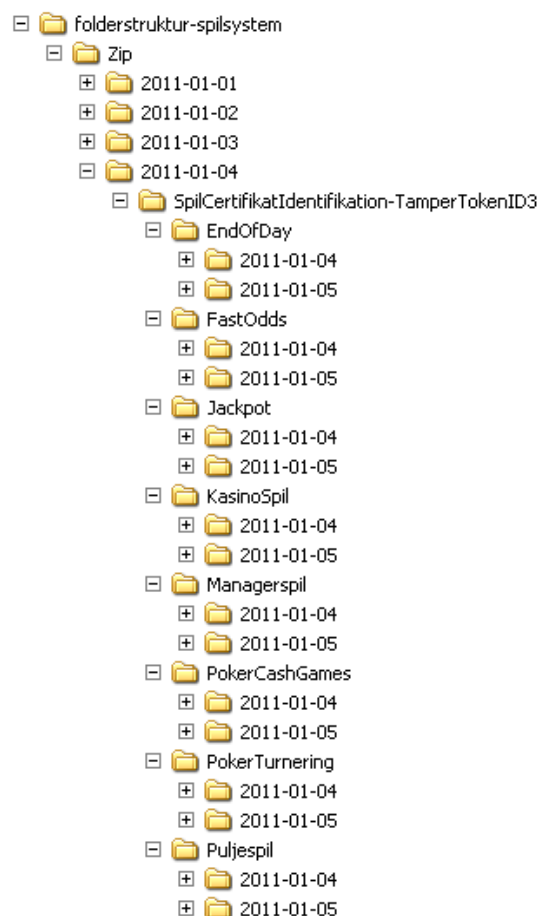 folderstruktur-spilsystem
Zip
2011-01-01
2011-01-02
2011-01-03
2011-01-04
SpilCertifikatIdentifikation-TamperTokenID3
EndOfDay
2011-01-04
2011-01-05
FastOdds
2011-01-04
2011-01-05
Jackpot
2011-01-04
2011-01-05
KasinoSpil
2011-01-04
2011-01-05
Managerspil
2011-01-04
2011-01-05
PokerCashGames
2011-01-04
2011-01-05
PokerTurnering
2011-01-04
2011-01-05
Puljespil
2011-01-04
2011-01-05